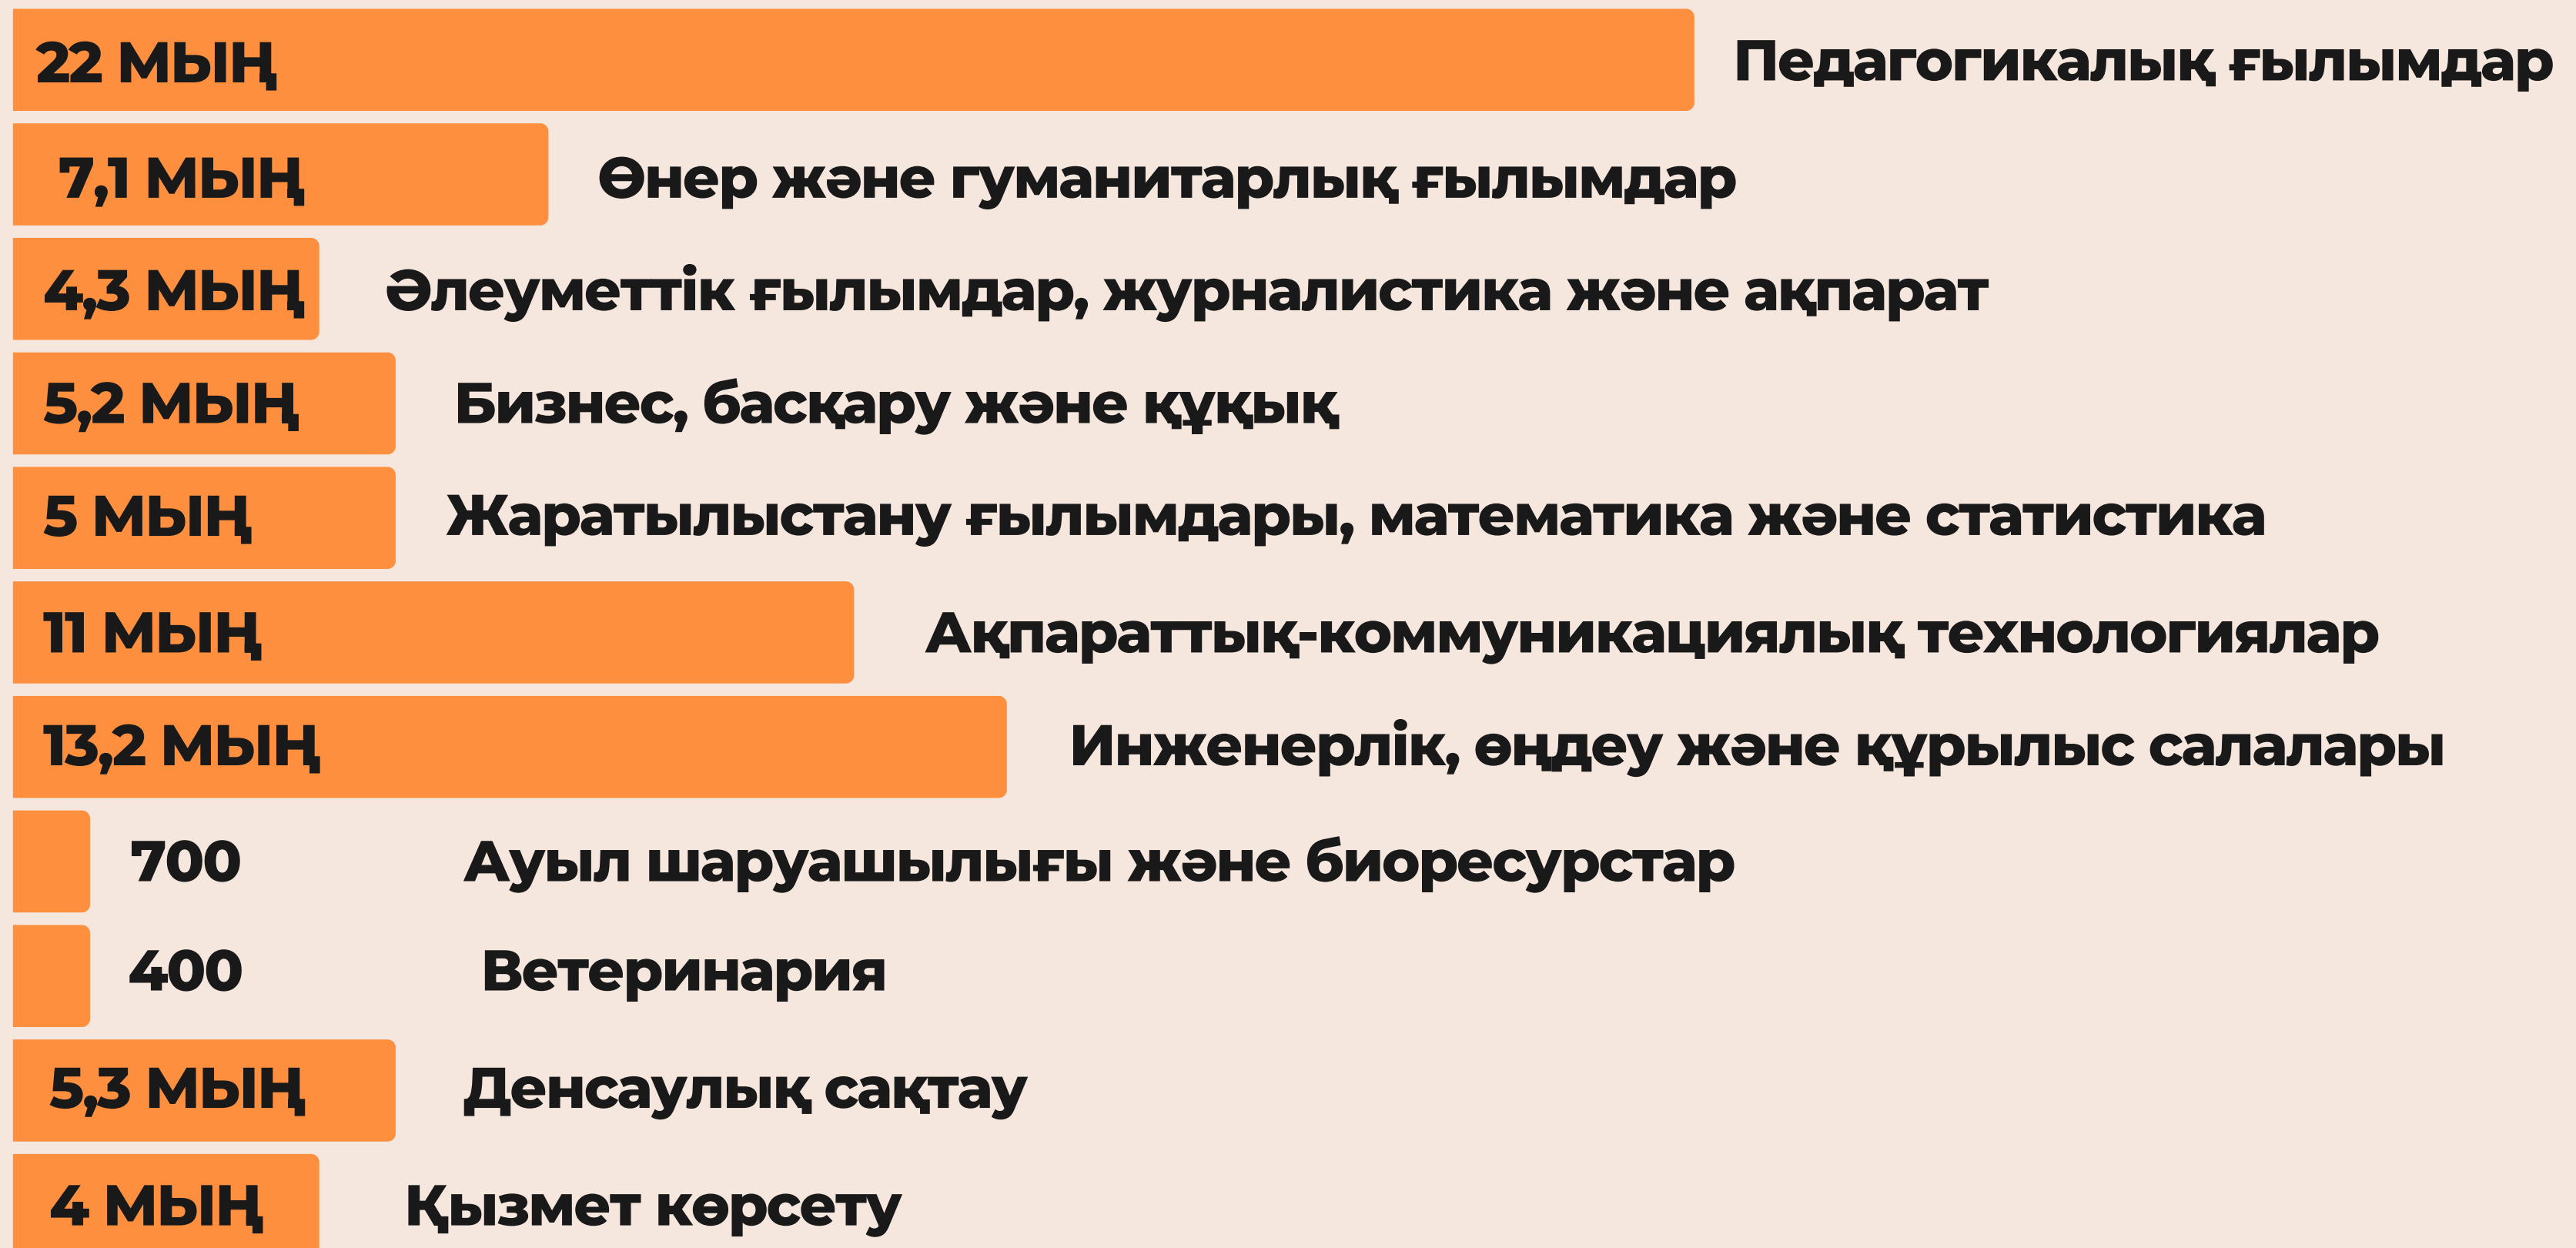 22 МЫҢ Педагогикалық ғылымдар
7,1 МЫҢ Өнер және гуманитарлық ғылымдар
4,3 МЫҢ Әлеуметтік ғылымдар, журналистика және ақпарат
5,2 МЫҢ Бизнес, басқару және құқық
5 МЫҢ Жаратылыстану ғылымдары, математика және статистика
11 МЫҢ Ақпараттық-коммуникациялық технологиялар
13,2 МЫҢ Инженерлік, өңдеу және құрылыс салалары
700 Ауыл шаруашылығы және биоресурстар
400 Ветеринария
5,3 МЫҢ Денсаулық сақтау
4 МЫҢ Қызмет көрсету